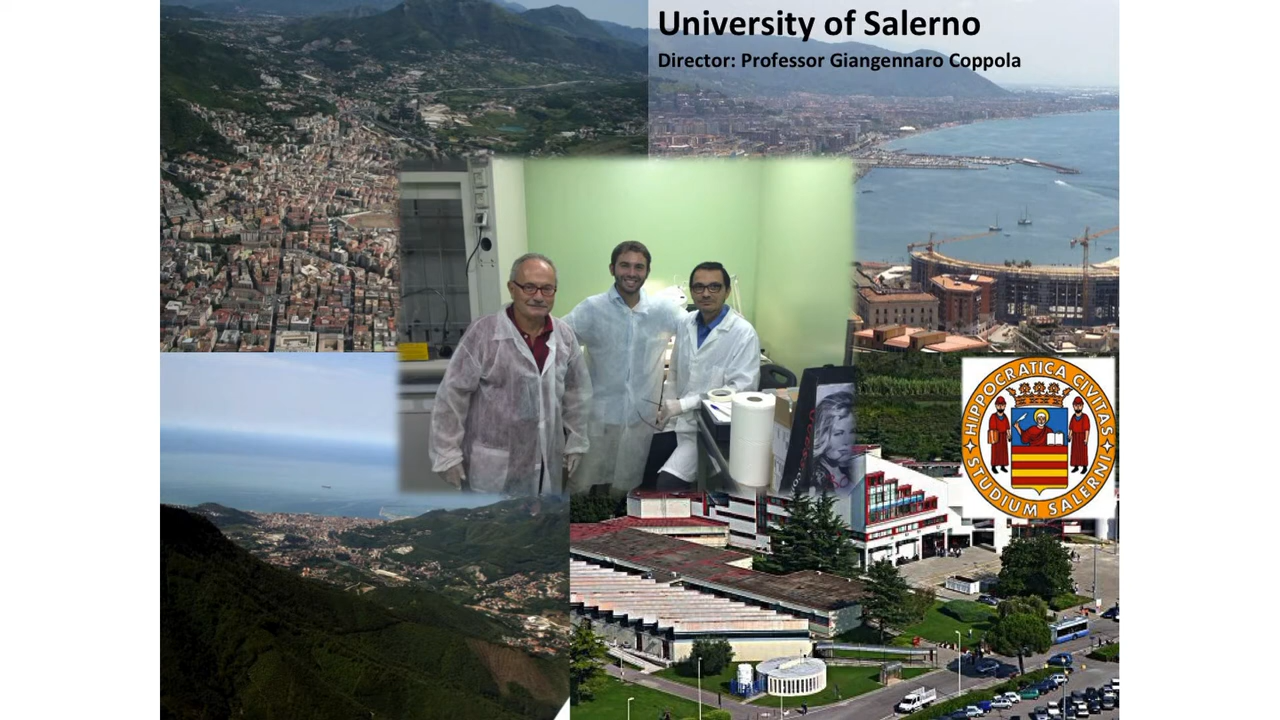 University of Salerno
Director: Professor Giangennaro Coppola
HIPPOCRATICA CIVITAS
STUDIUM SALERNI